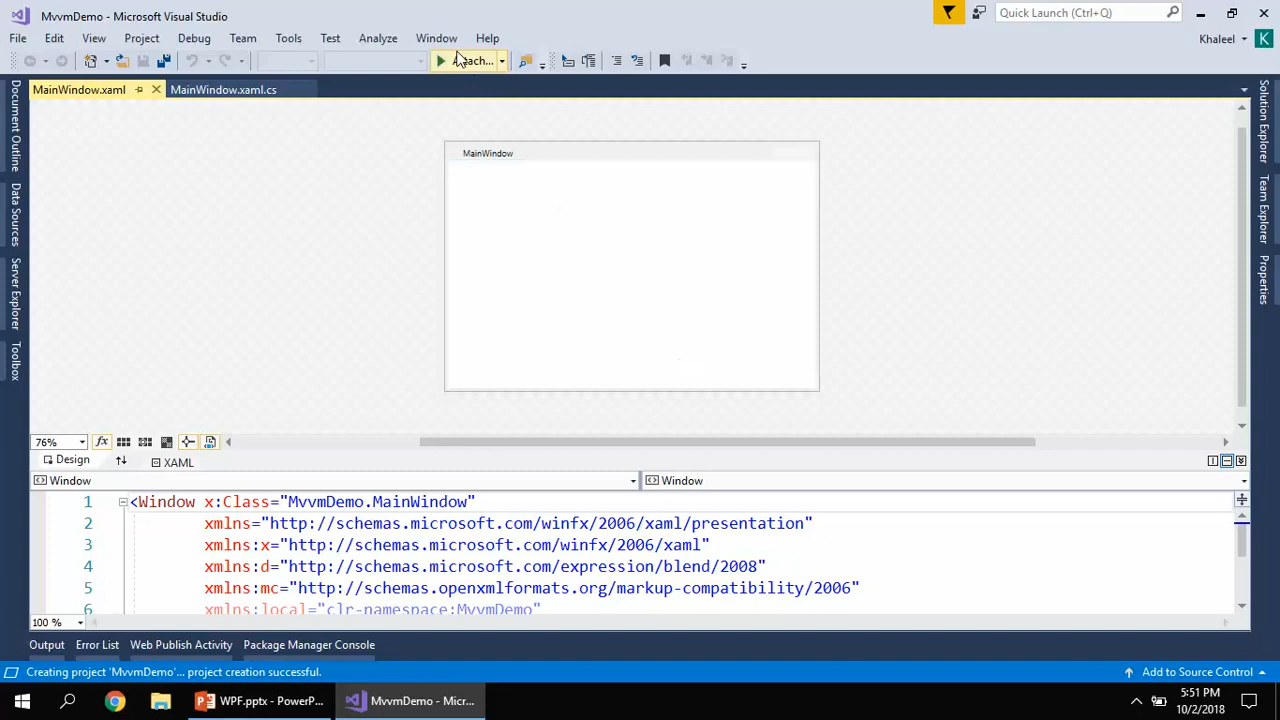 MvvmDemo - Microsoft Visual Studio
Quick Launch (Ctrl+Q)
File Edit View Project Debug Team Tools Test Analyze Window Help
Khaleel K
MainWindow.xaml MainWindow.xaml.cs
Document Outline
Data Sources
Server Explorer
Toolbox
MainWindow
Solution Explorer
Team Explorer
Properties
76% fx
Design XAML
Window Window
1 <Window x:Class="MvvmDemo.MainWindow"
2 xmlns="http://schemas.microsoft.com/winfx/2006/xaml/presentation"
3 xmlns:x="http://schemas.microsoft.com/winfx/2006/xaml"
4 xmlns:d="http://schemas.microsoft.com/expression/blend/2008"
5 xmlns:mc="http://schemas.openxmlformats.org/markup-compatibility/2006"
6 xmlns:local="clr-namespace:MvvmDemo"
100 %
Output Error List Web Publish Activity Package Manager Console
Creating project 'MvvmDemo'... project creation successful. Add to Source Control
WPF.pptx - PowerP... MvvmDemo - Micr...
5:51 PM
10/2/2018